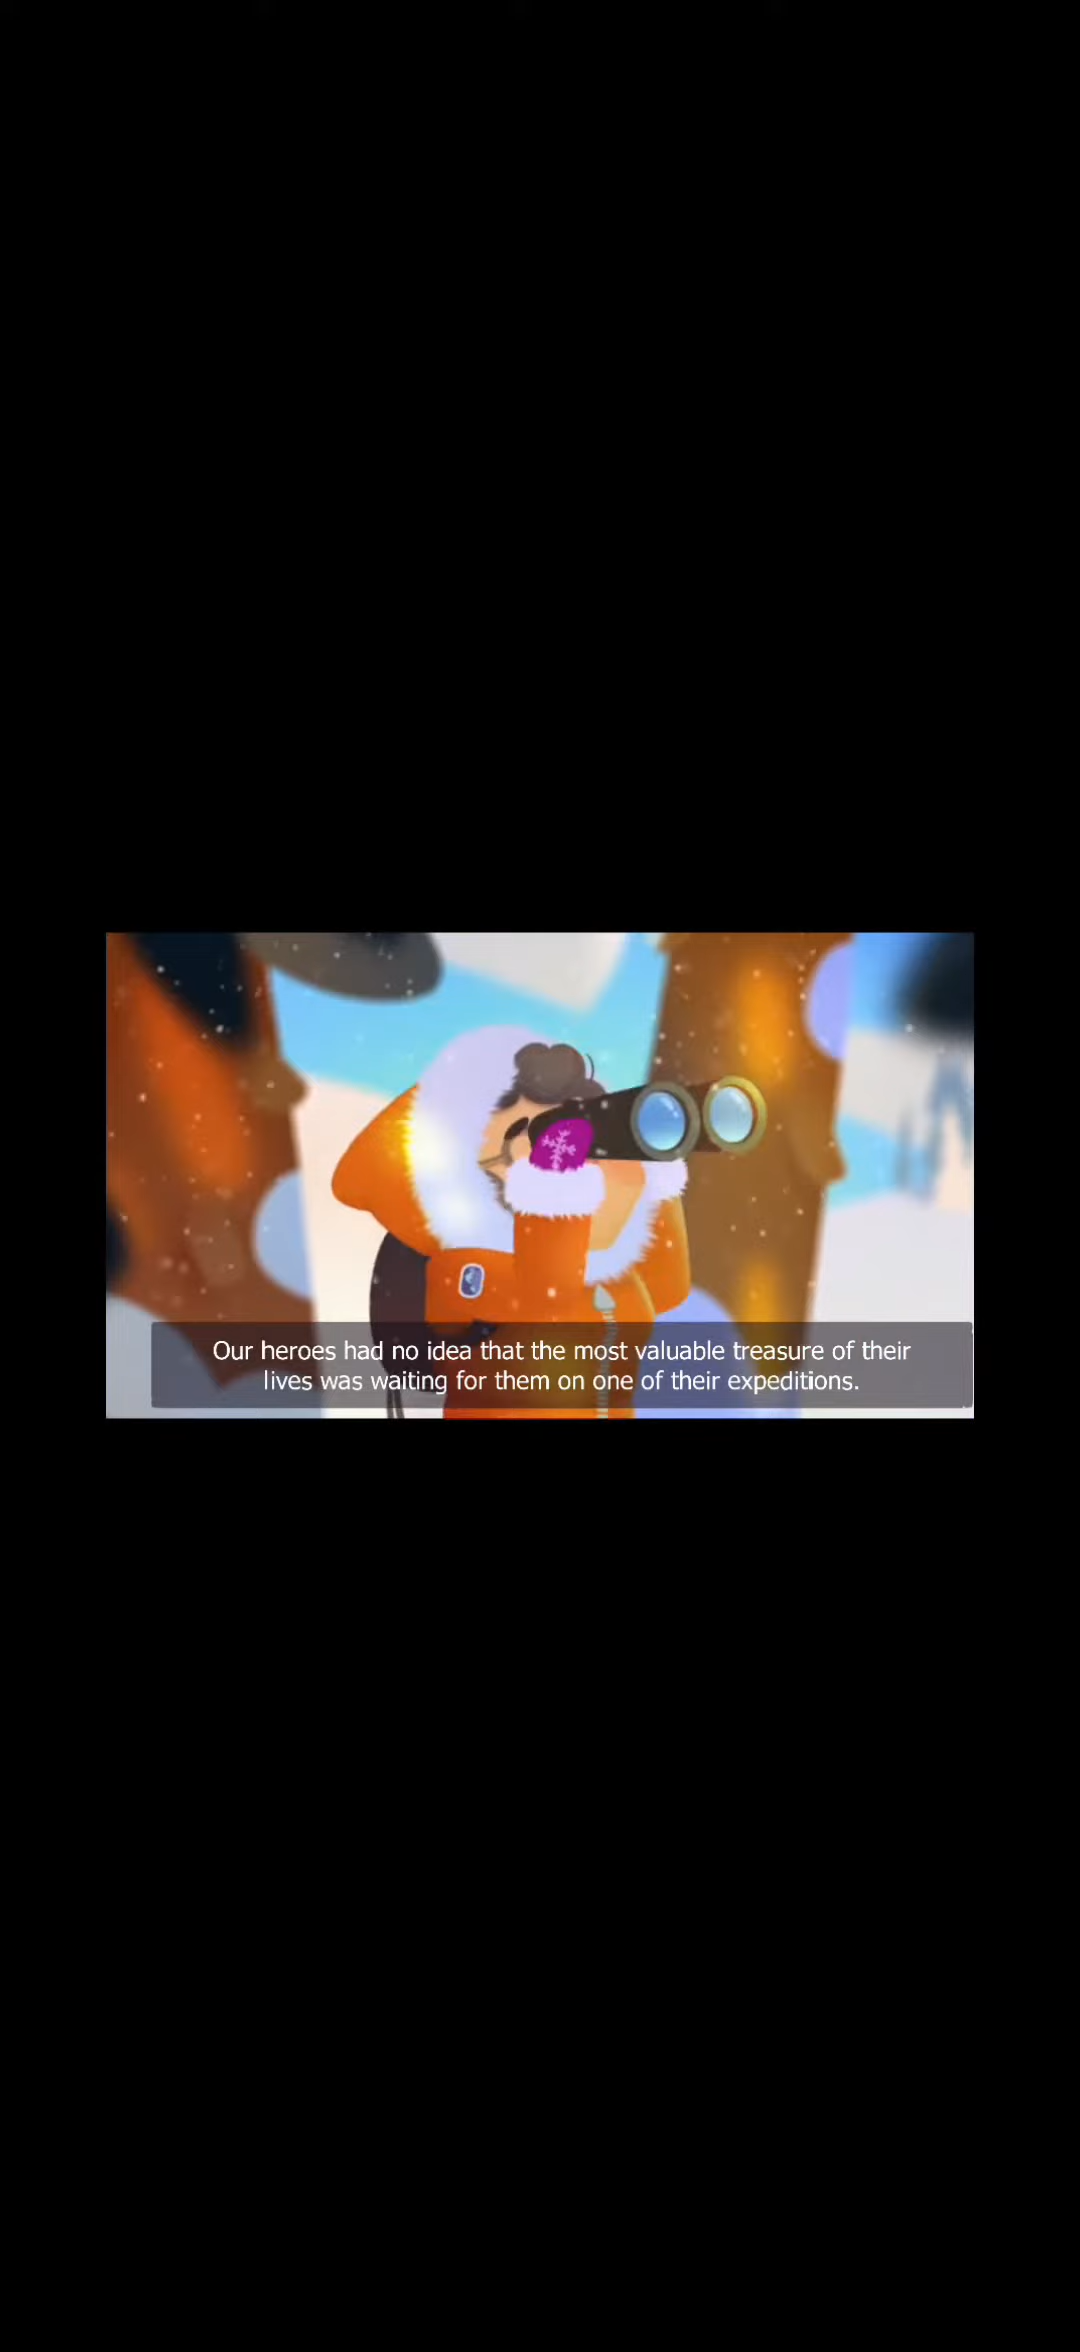 Our heroes had no idea that the most valuable treasure of their
lives was waiting for them on one of their expeditions.